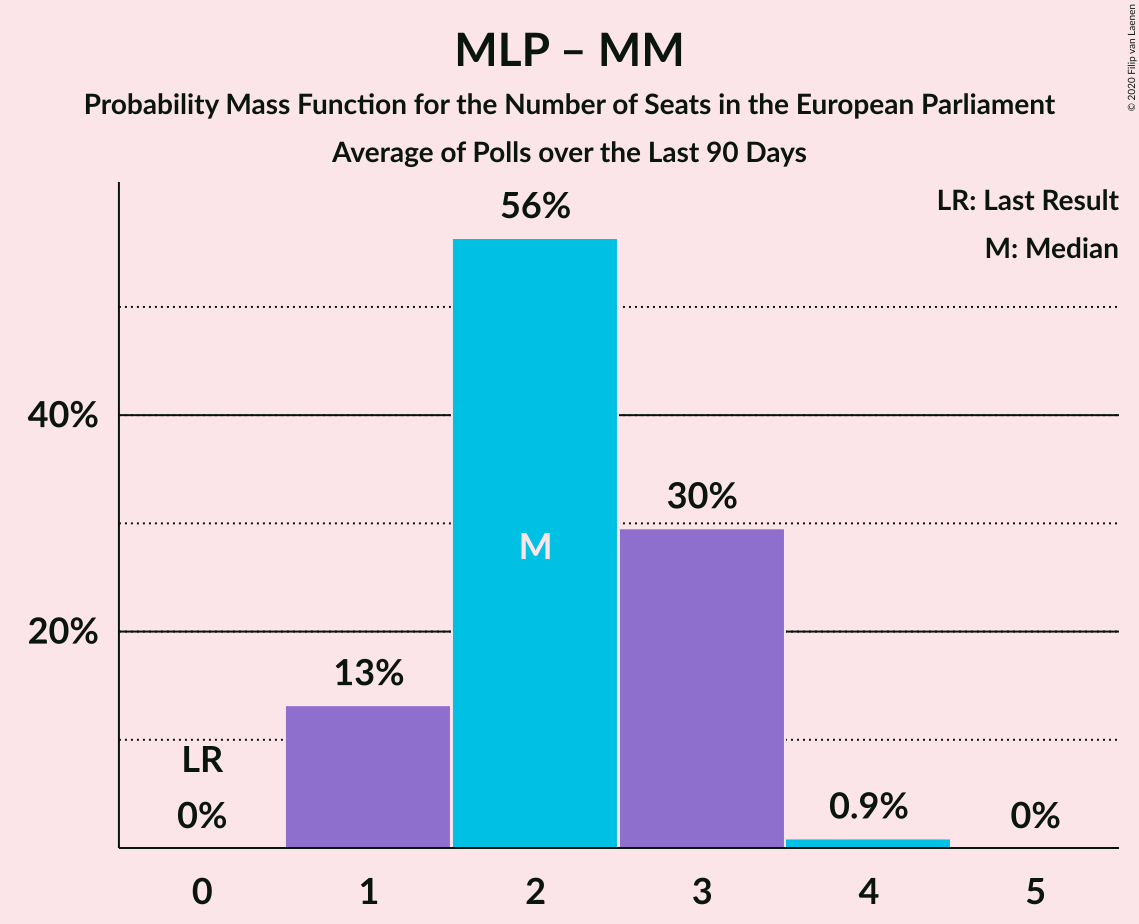 MLP – MM
Probability Mass Function for the Number of Seats in the European Parliament
Average of Polls over the Last 90 Days
© 2020 Filip van Laenen
LR: Last Result
M: Median
56%
40%
30%
M
20%
13%
LR
0%
0.9%
0%
0 1 2 3 4 5